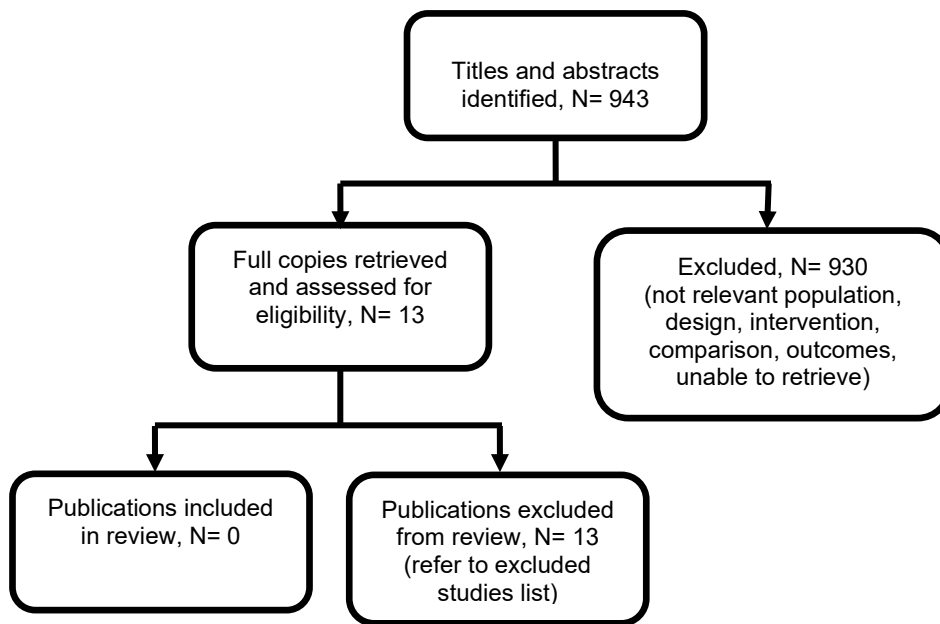 Titles and abstracts
identified, N= 943
Full copies retrieved
and assessed for
eligibility, N= 13
Excluded, N= 930
(not relevant population,
design, intervention,
comparison, outcomes,
unable to retrieve)
Publications included
in review, N= 0
Publications excluded
from review, N= 13
(refer to excluded
studies list)